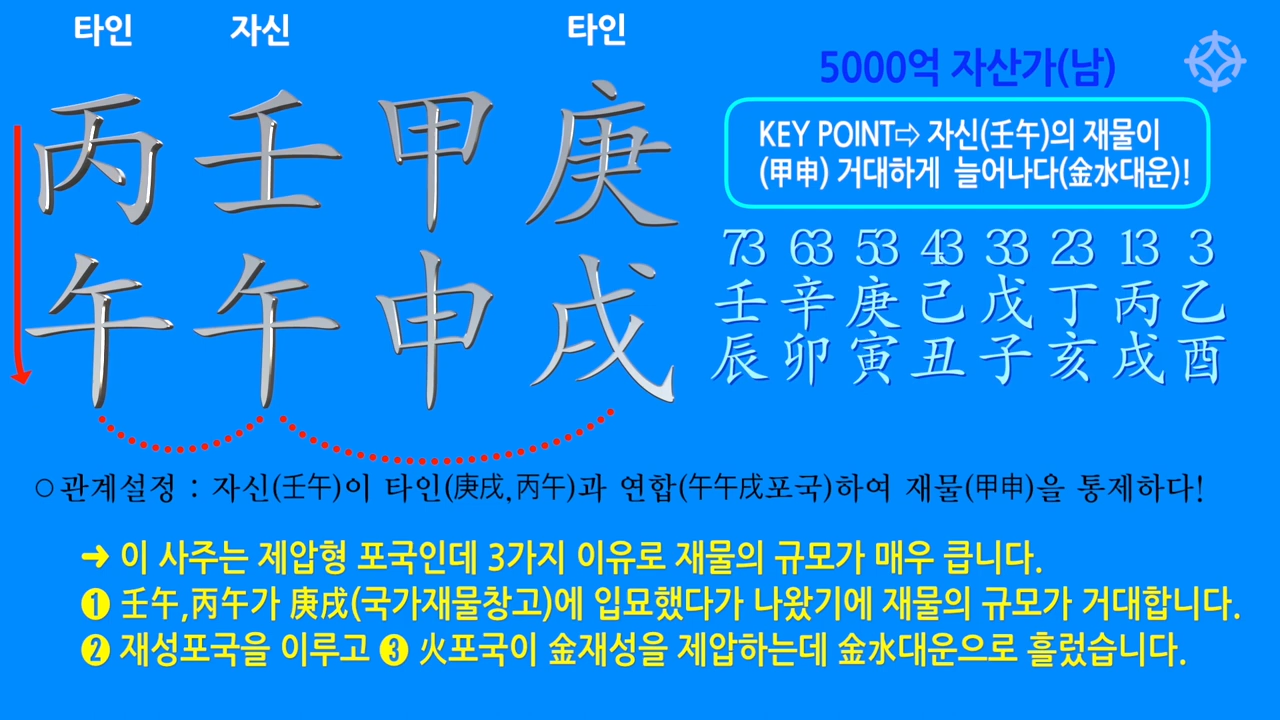 타인 자신 타인
丙 壬 甲 庚
午 午 申 戌
5000억 자산가(남)
KEY POINT⇨ 자신(壬午)의 재물이
(甲申) 거대하게 늘어나다(金水대운)!
73 63 53 43 33 23 13 3
壬 辛 庚 己 戊 丁 丙 乙
辰 卯 寅 丑 子 亥 戌 酉
○관계설정 : 자신(壬午)이 타인(庚戌,丙午)과 연합(午午戌포국)하여 재물(甲申)을 통제하다!
➜ 이 사주는 제압형 포국인데 3가지 이유로 재물의 규모가 매우 큽니다.
❶ 壬午,丙午가 庚戌(국가재물창고)에 입묘했다가 나왔기에 재물의 규모가 거대합니다.
❷ 재성포국을 이루고 ❸ 火포국이 金재성을 제압하는데 金水대운으로 흘렀습니다.